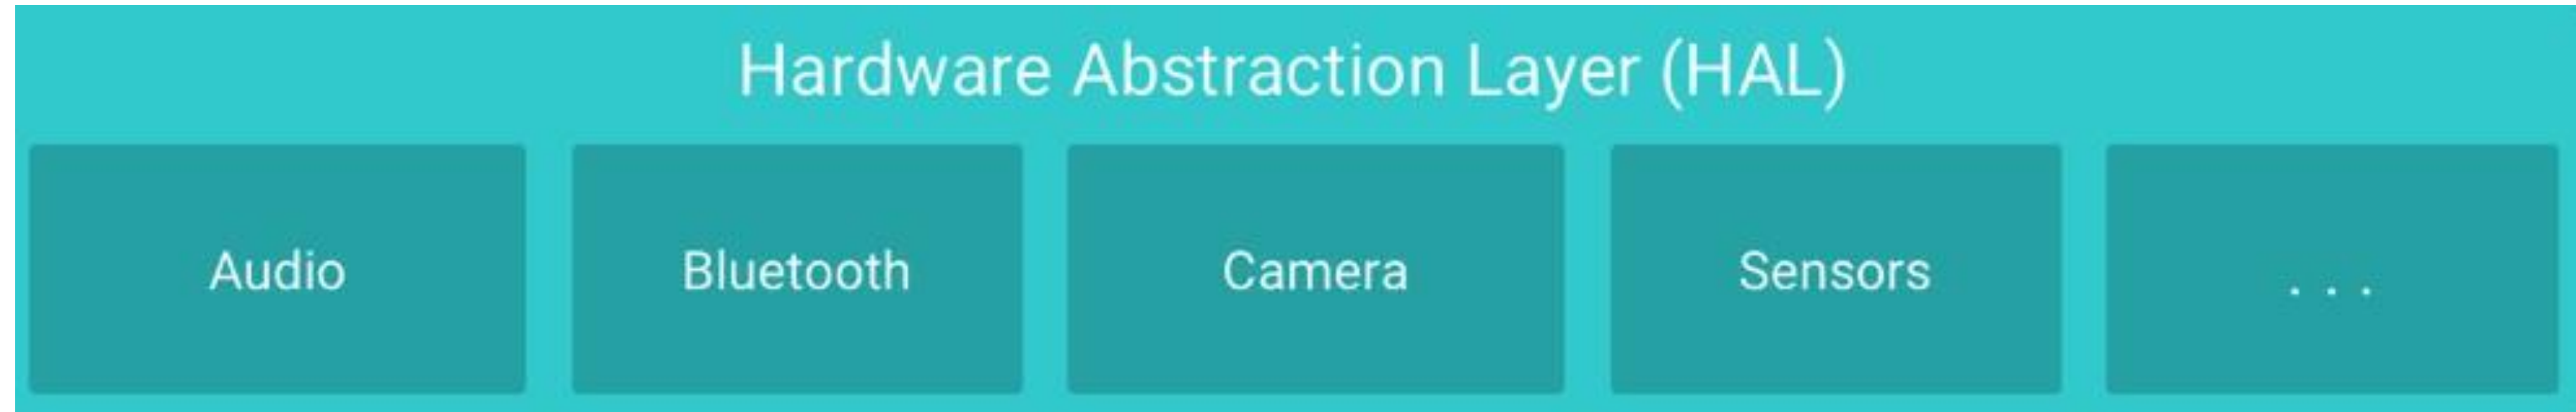 Hardware Abstraction Layer (HAL)
Audio
Bluetooth
Camera
Sensors
. . .